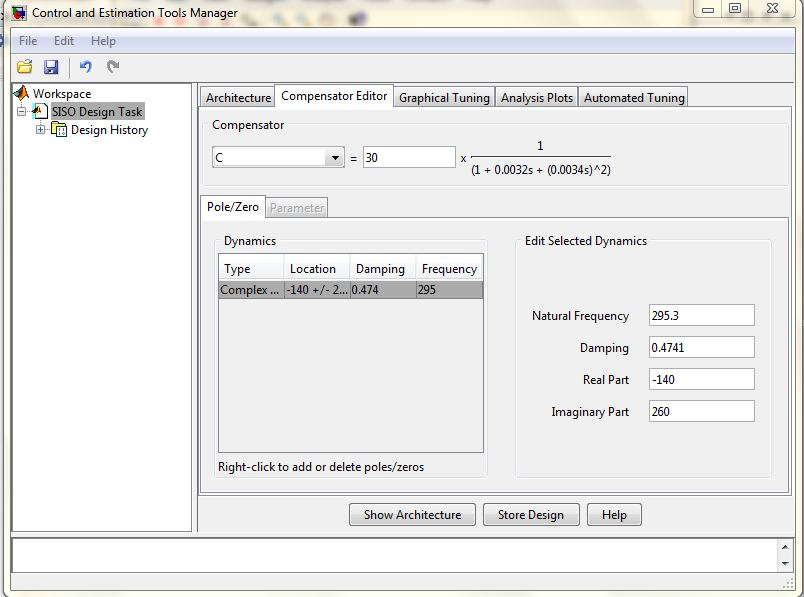 Control and Estimation Tools Manager
File Edit Help
Workspace
SISO Design Task
Design History
Architecture Compensator Editor Graphical Tuning Analysis Plots Automated Tuning
Compensator
C = 30 x 1
(1 + 0.0032s + (0.0034s)^2)
Pole/Zero Parameter
Dynamics
Type Location Damping Frequency
Complex ... -140 +/- 2... 0.474 295
Right-click to add or delete poles/zeros
Edit Selected Dynamics
Natural Frequency 295.3
Damping 0.4741
Real Part -140
Imaginary Part 260
Show Architecture Store Design Help